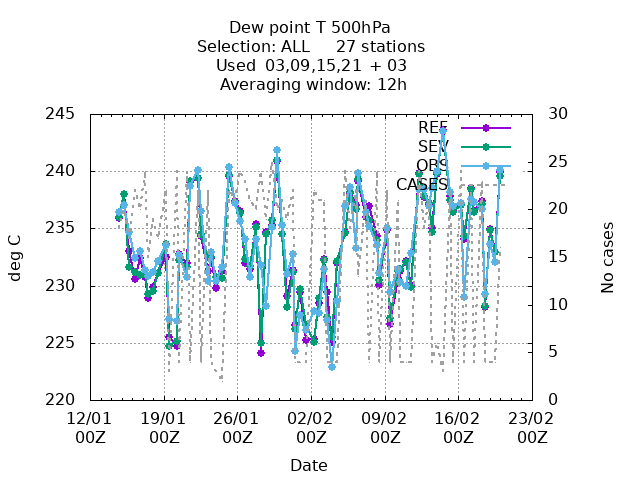 Dew point T 500hPa
Selection: ALL     27 stations
Used  03,09,15,21 + 03
Averaging window: 12h
245
240
235
230
225
220
30
25
20
15
10
5
0
REF
SEV
OBS
CASES
deg C
No cases
12/01 19/01 26/01 02/02 09/02 16/02 23/02
00Z 00Z 00Z 00Z 00Z 00Z 00Z
Date